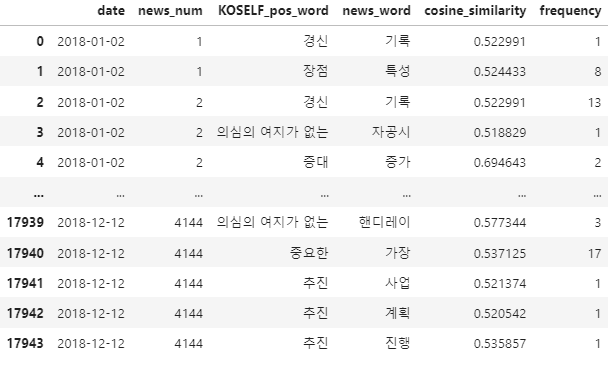 date news_num KOSELF_pos_word news_word cosine_similarity frequency
0 2018-01-02 1 경신 기록 0.522991 1
1 2018-01-02 1 장점 특성 0.524433 8
2 2018-01-02 2 경신 기록 0.522991 13
3 2018-01-02 2 의심의 여지가 없는 자공시 0.518829 1
4 2018-01-02 2 증대 증가 0.694643 2
... ... ... ... ... ... ...
17939 2018-12-12 4144 의심의 여지가 없는 핸디레이 0.577344 3
17940 2018-12-12 4144 중요한 가장 0.537125 17
17941 2018-12-12 4144 추진 사업 0.521374 1
17942 2018-12-12 4144 추진 계획 0.520542 1
17943 2018-12-12 4144 추진 진행 0.535857 1